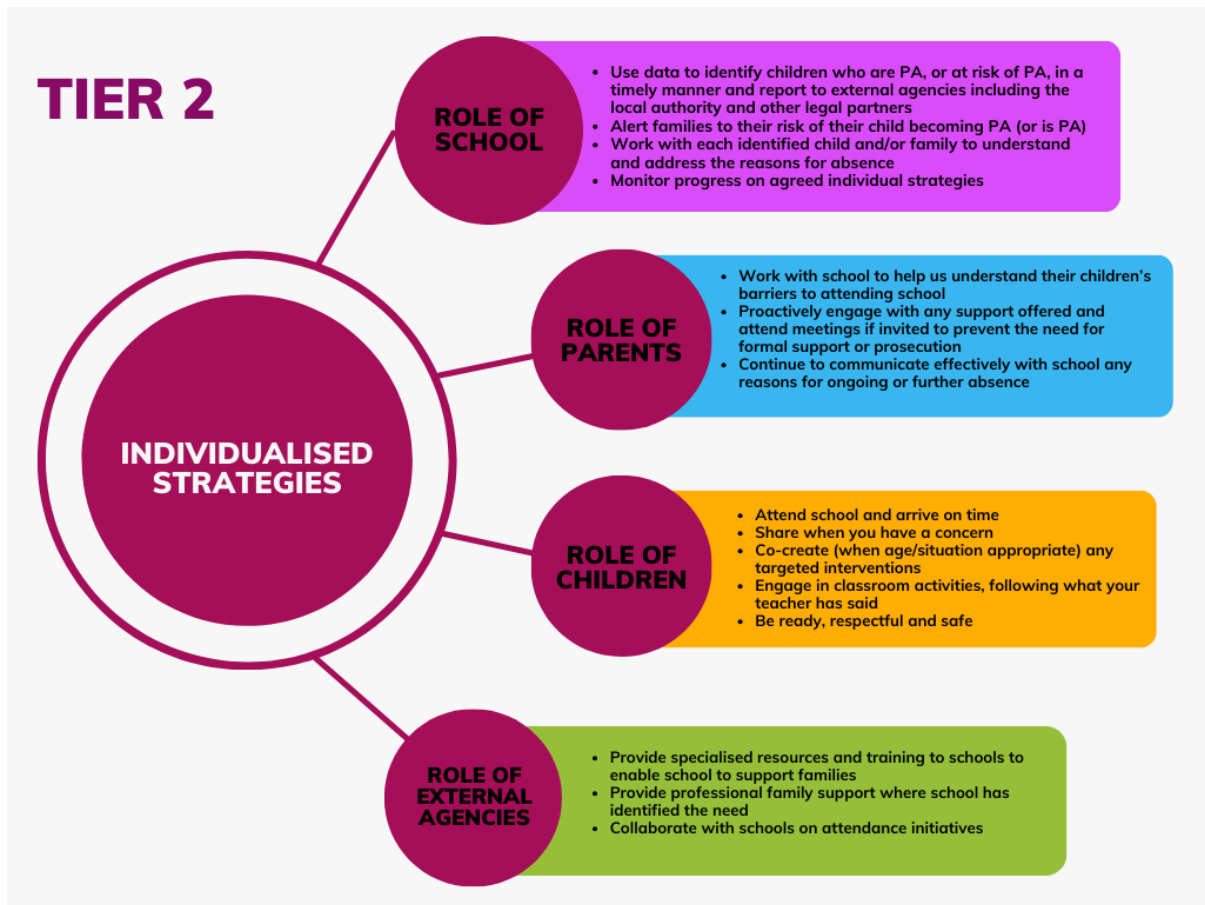 TIER 2
ROLE OF
SCHOOL
• Use data to identify children who are PA, or at risk of PA, in a
timely manner and report to external agencies including the
local authority and other legal partners
• Alert families to their risk of their child becoming PA (or is PA)
• Work with each identified child and/or family to understand
and address the reasons for absence
• Monitor progress on agreed individual strategies
ROLE OF
PARENTS
• Work with school to help us understand their children's
barriers to attending school
• Proactively engage with any support offered and
attend meetings if invited to prevent the need for
formal support or prosecution
• Continue to communicate effectively with school any
reasons for ongoing or further absence
INDIVIDUALISED
STRATEGIES
ROLE OF
CHILDREN
• Attend school and arrive on time
• Share when you have a concern
• Co-create (when age/situation appropriate) any
targeted interventions
• Engage in classroom activities, following what your
teacher has said
• Be ready, respectful and safe
ROLE OF
EXTERNAL
AGENCIES
• Provide specialised resources and training to schools to
enable school to support families
• Provide professional family support where school has
identified the need
• Collaborate with schools on attendance initiatives